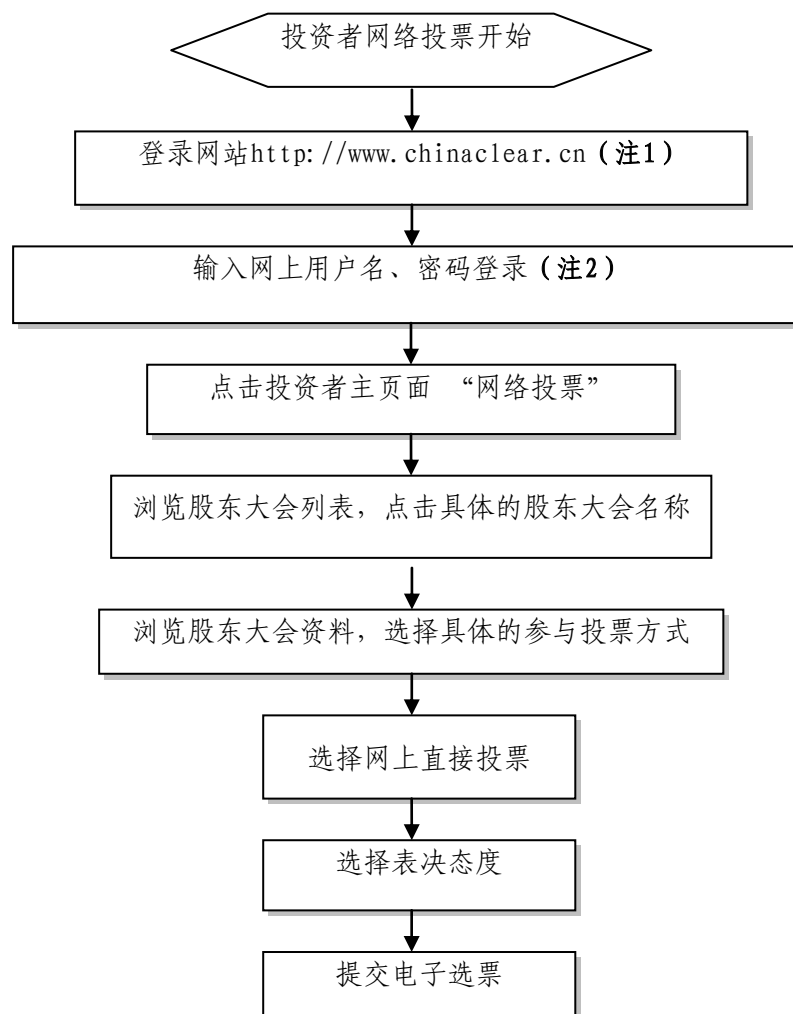 投资者网络投票开始
登录网站http://www.chinaclear.cn（注1）
输入网上用户名、密码登录（注2）
点击投资者主页面 “网络投票”
浏览股东大会列表，点击具体的股东大会名称
浏览股东大会资料，选择具体的参与投票方式
选择网上直接投票
选择表决态度
提交电子选票